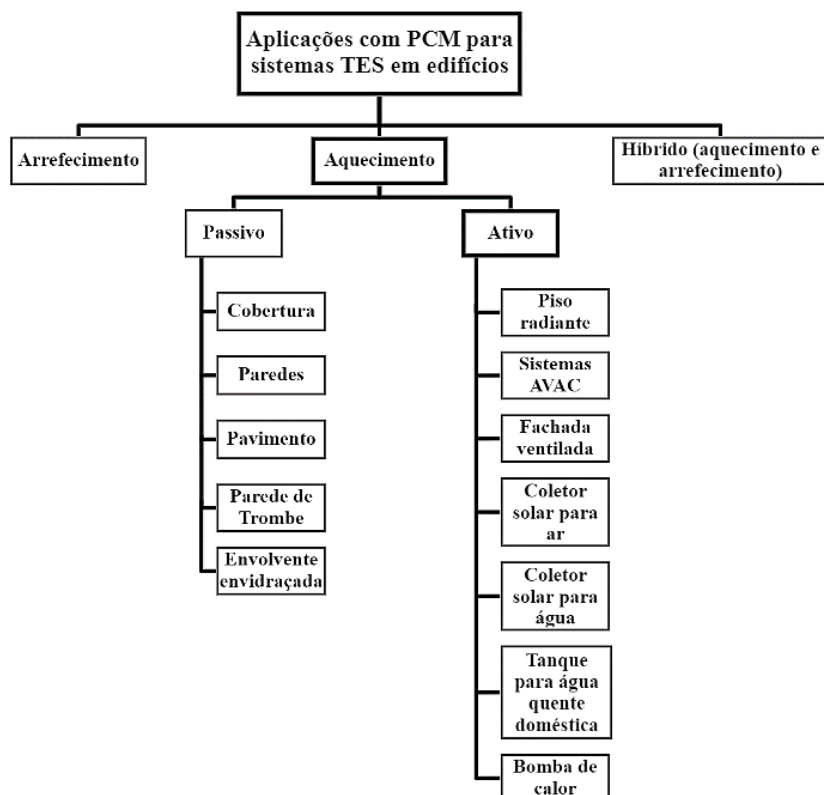 Aplicações com PCM para
sistemas TES em edifícios
Arrefecimento
Aquecimento
Híbrido (aquecimento e
arrefecimento)
Passivo
Ativo
Cobertura
Paredes
Pavimento
Parede de
Trombe
Envolvente
envidraçada
Piso
radiante
Sistemas
AVAC
Fachada
ventilada
Coletor
solar para
ar
Coletor
solar para
água
Tanque
para água
quente
doméstica
Bomba de
calor